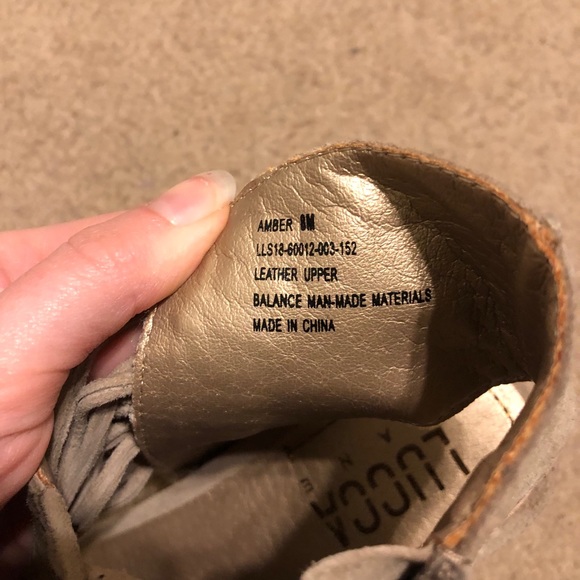 AMBER 8M
LLS18-60012-003-152
LEATHER UPPER
BALANCE MAN-MADE MATERIALS
MADE IN CHINA
LUCCA